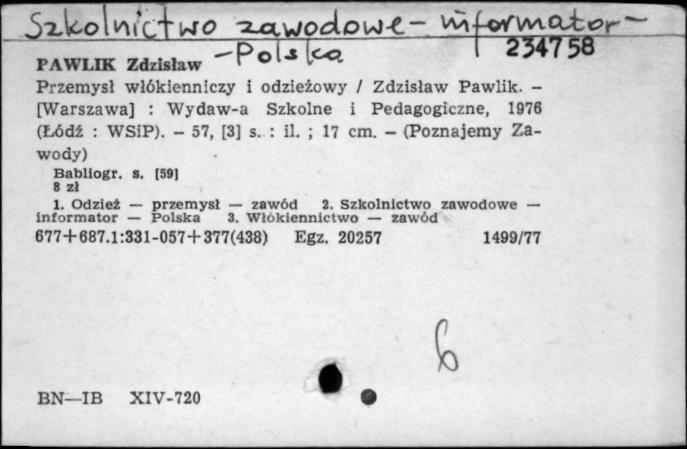 Szkolnictwo zawodowe - informator -
- Polska
234758
PAWLIK Zdzisław
Przemysł włókienniczy i odzieżowy / Zdzisław Pawlik. –
[Warszawa] : Wydaw-a Szkolne i Pedagogiczne, 1976
(Łódź : WSiP). – 57, [3] s. : il. ; 17 cm. – (Poznajemy Za-
wody)
Babliogr. s. [59]
8 zł
1. Odzież — przemysł — zawód 2. Szkolnictwo zawodowe —
informator — Polska 3. Włókiennictwo — zawód
677+687.1:331-057+377(438) Egz. 20257 1499/77
6
BN—IB XIV-720